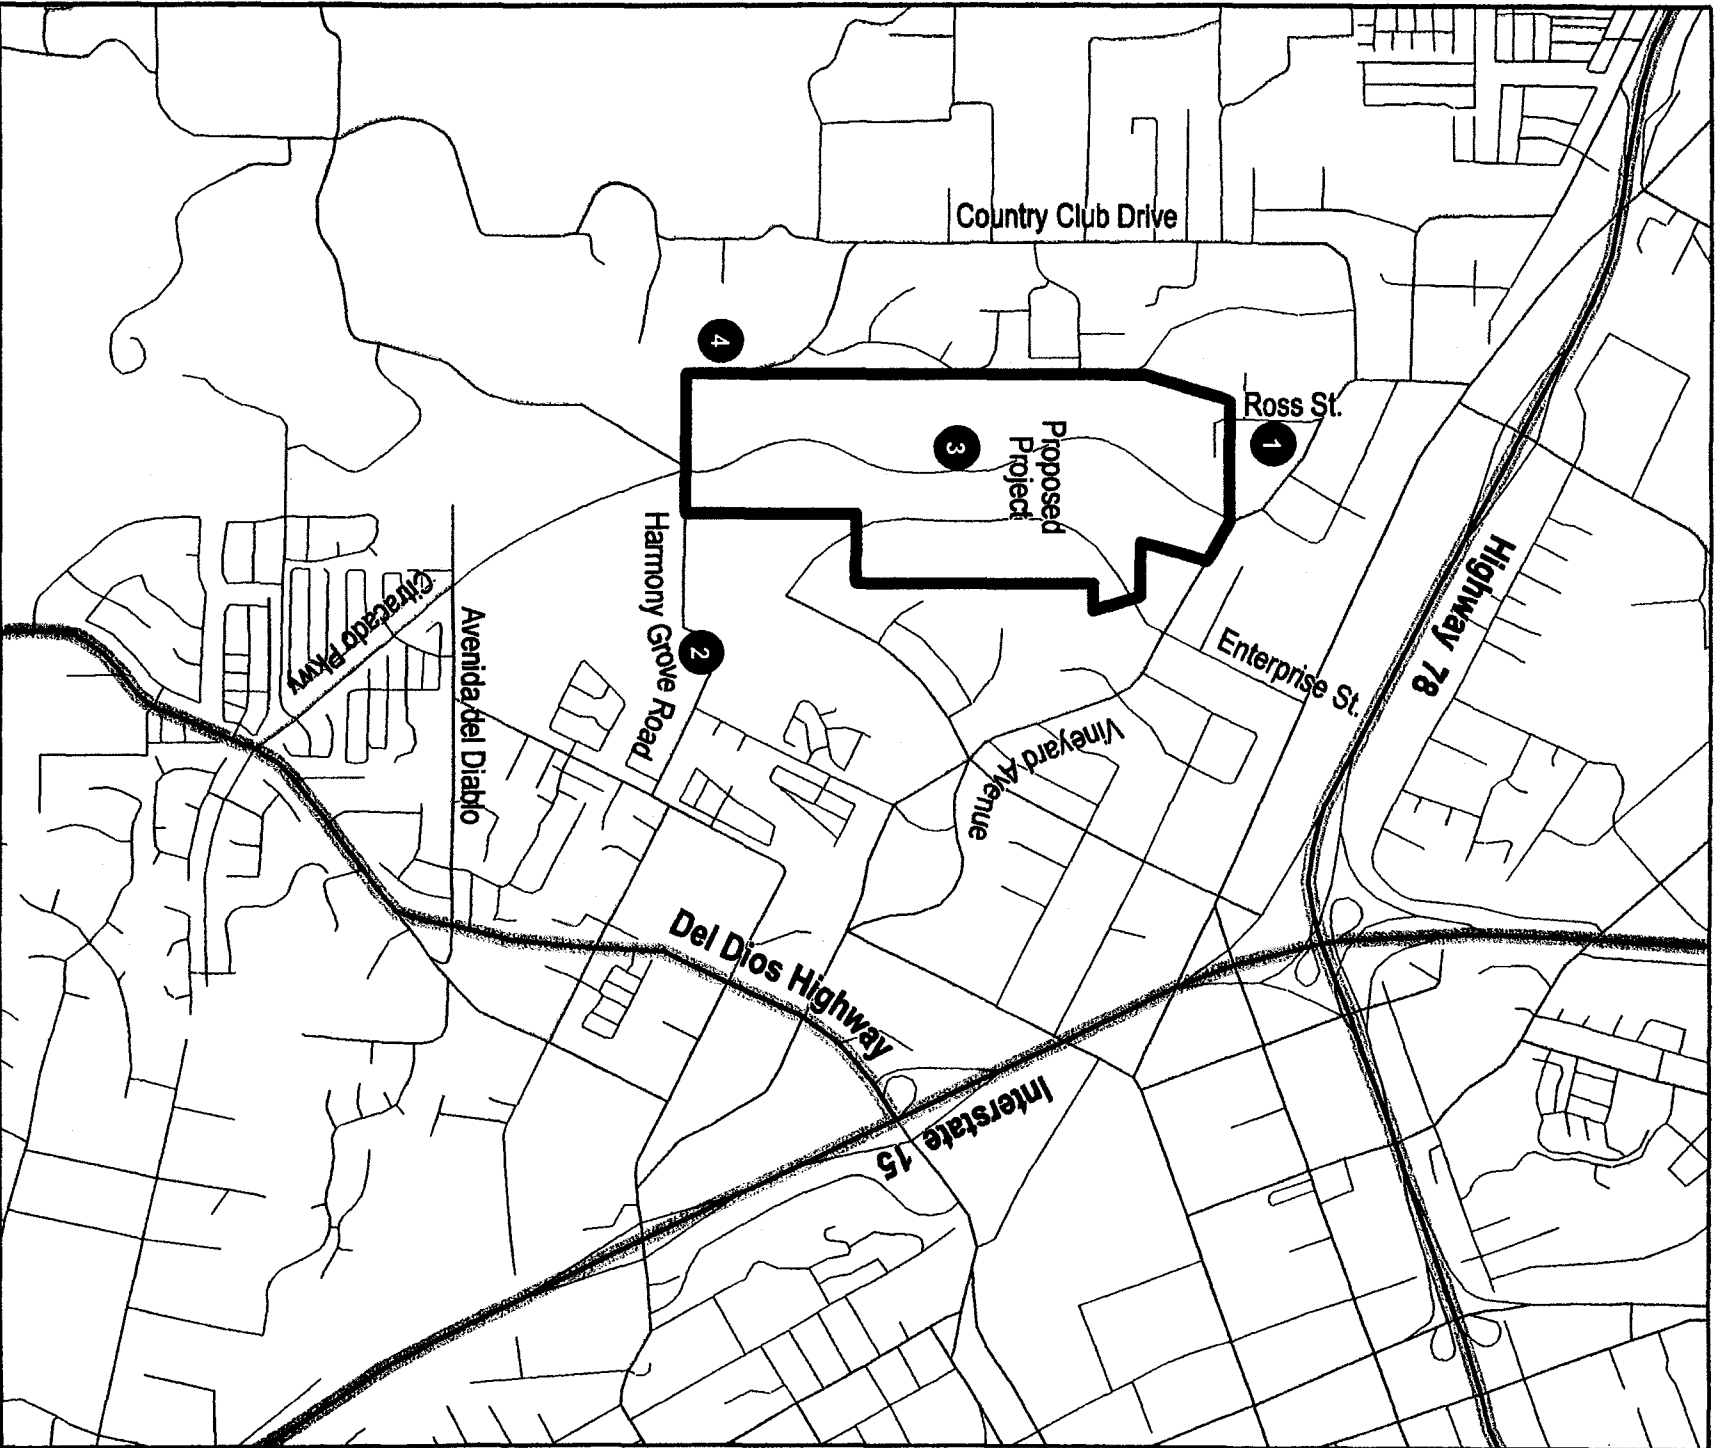 Country Club Drive
4
Ross St.
1
3
Proposed
Project
Highway 78
Harmony Grove Road
2
Citracado Pkwy
Avenida del Diablo
Enterprise St.
Vineyard Avenue
Del Dios Highway
Interstate 15